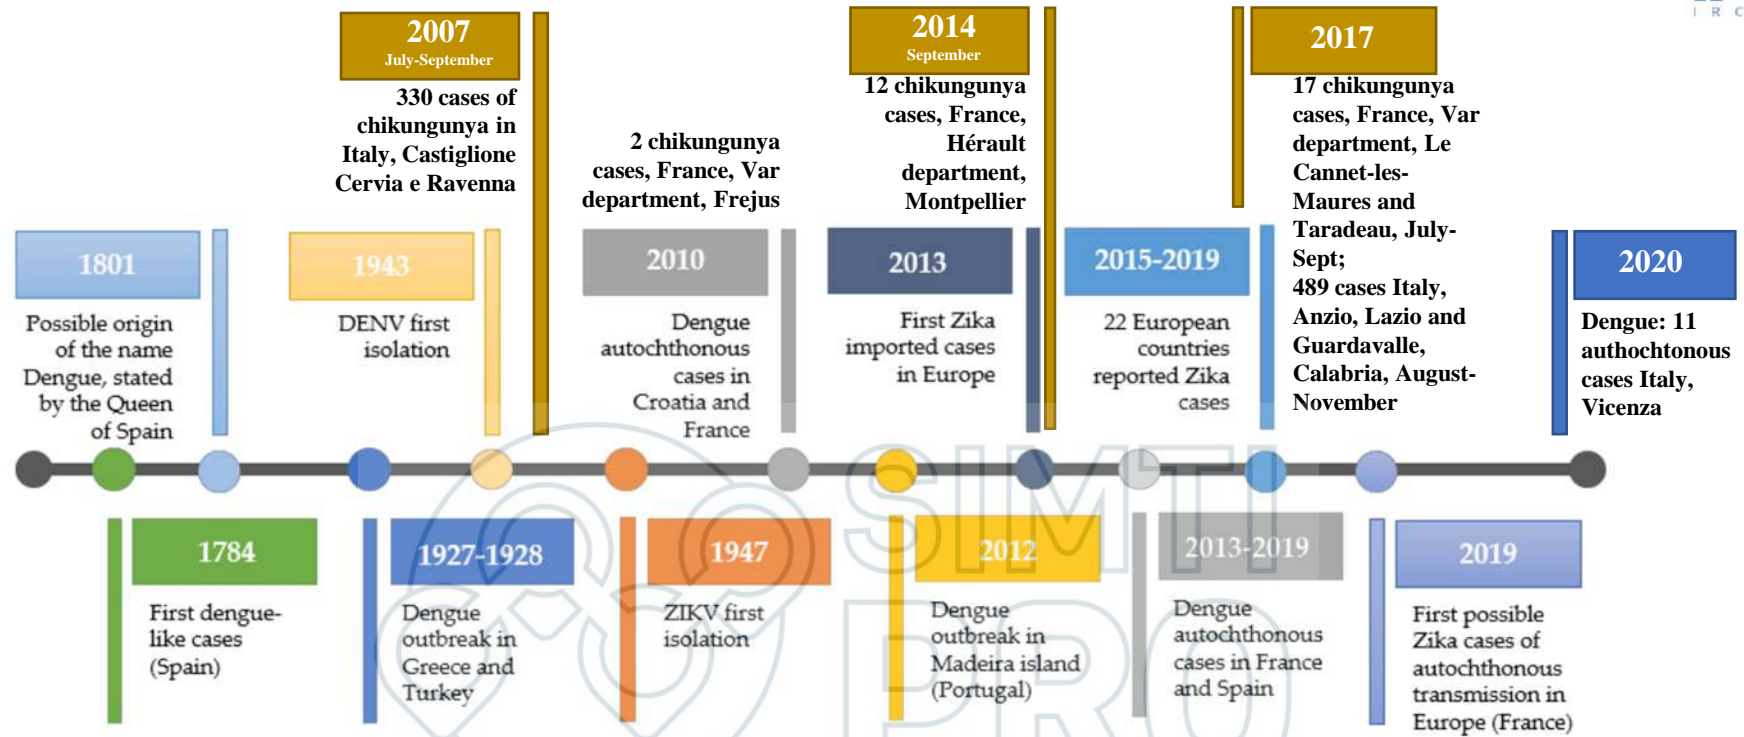 I R C
2007
July-September
330 cases of
chikungunya in
Italy, Castiglione
Cervia e Ravenna
2 chikungunya
cases, France, Var
department, Frejus
2014
September
12 chikungunya
cases, France,
Hérault
department,
Montpellier
2017
17 chikungunya
cases, France, Var
department, Le
Cannet-les-
Maures and
Taradeau, July-
Sept;
489 cases Italy,
Anzio, Lazio and
Guardavalle,
Calabria, August-
November
1801
Possible origin
of the name
Dengue, stated
by the Queen
of Spain
1943
DENV first
isolation
2010
Dengue
autochthonous
cases in
Croatia and
France
2013
First Zika
imported cases
in Europe
2015-2019
22 European
countries
reported Zika
cases
2020
Dengue: 11
authochtonous
cases Italy,
Vicenza
1784
First dengue-
like cases
(Spain)
1927-1928
Dengue
outbreak in
Greece and
Turkey
1947
ZIKV first
isolation
2012
Dengue
outbreak in
Madeira island
(Portugal)
2013-2019
Dengue
autochthonous
cases in France
and Spain
2019
First possible
Zika cases of
autochthonous
transmission in
Europe (France)
SIMTI
PRO